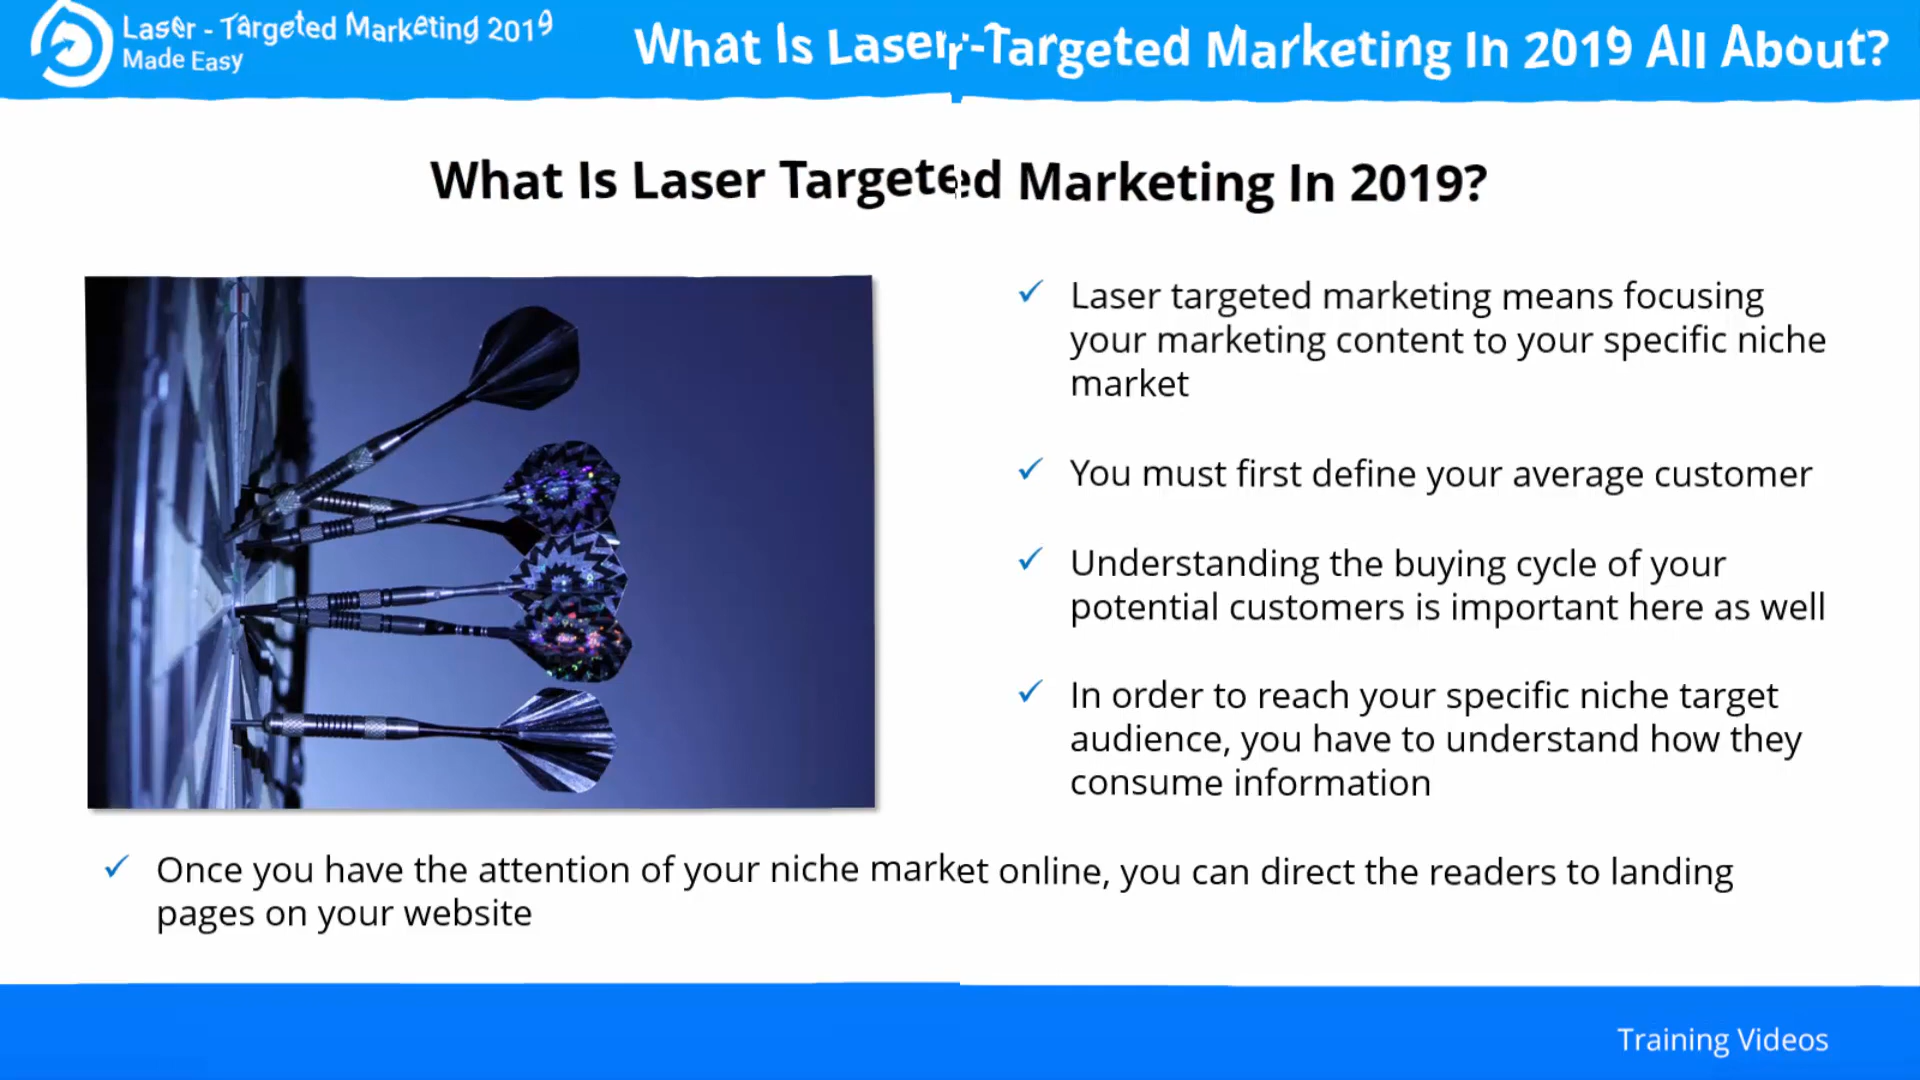 Laser - Targeted Marketing 2019
Made Easy
What Is Laser-Targeted Marketing In 2019 All About?
What Is Laser Targeted Marketing In 2019?
Laser targeted marketing means focusing
your marketing content to your specific niche
market
You must first define your average customer
Understanding the buying cycle of your
potential customers is important here as well
In order to reach your specific niche target
audience, you have to understand how they
consume information
Once you have the attention of your niche market online, you can direct the readers to landing
pages on your website
Training Videos